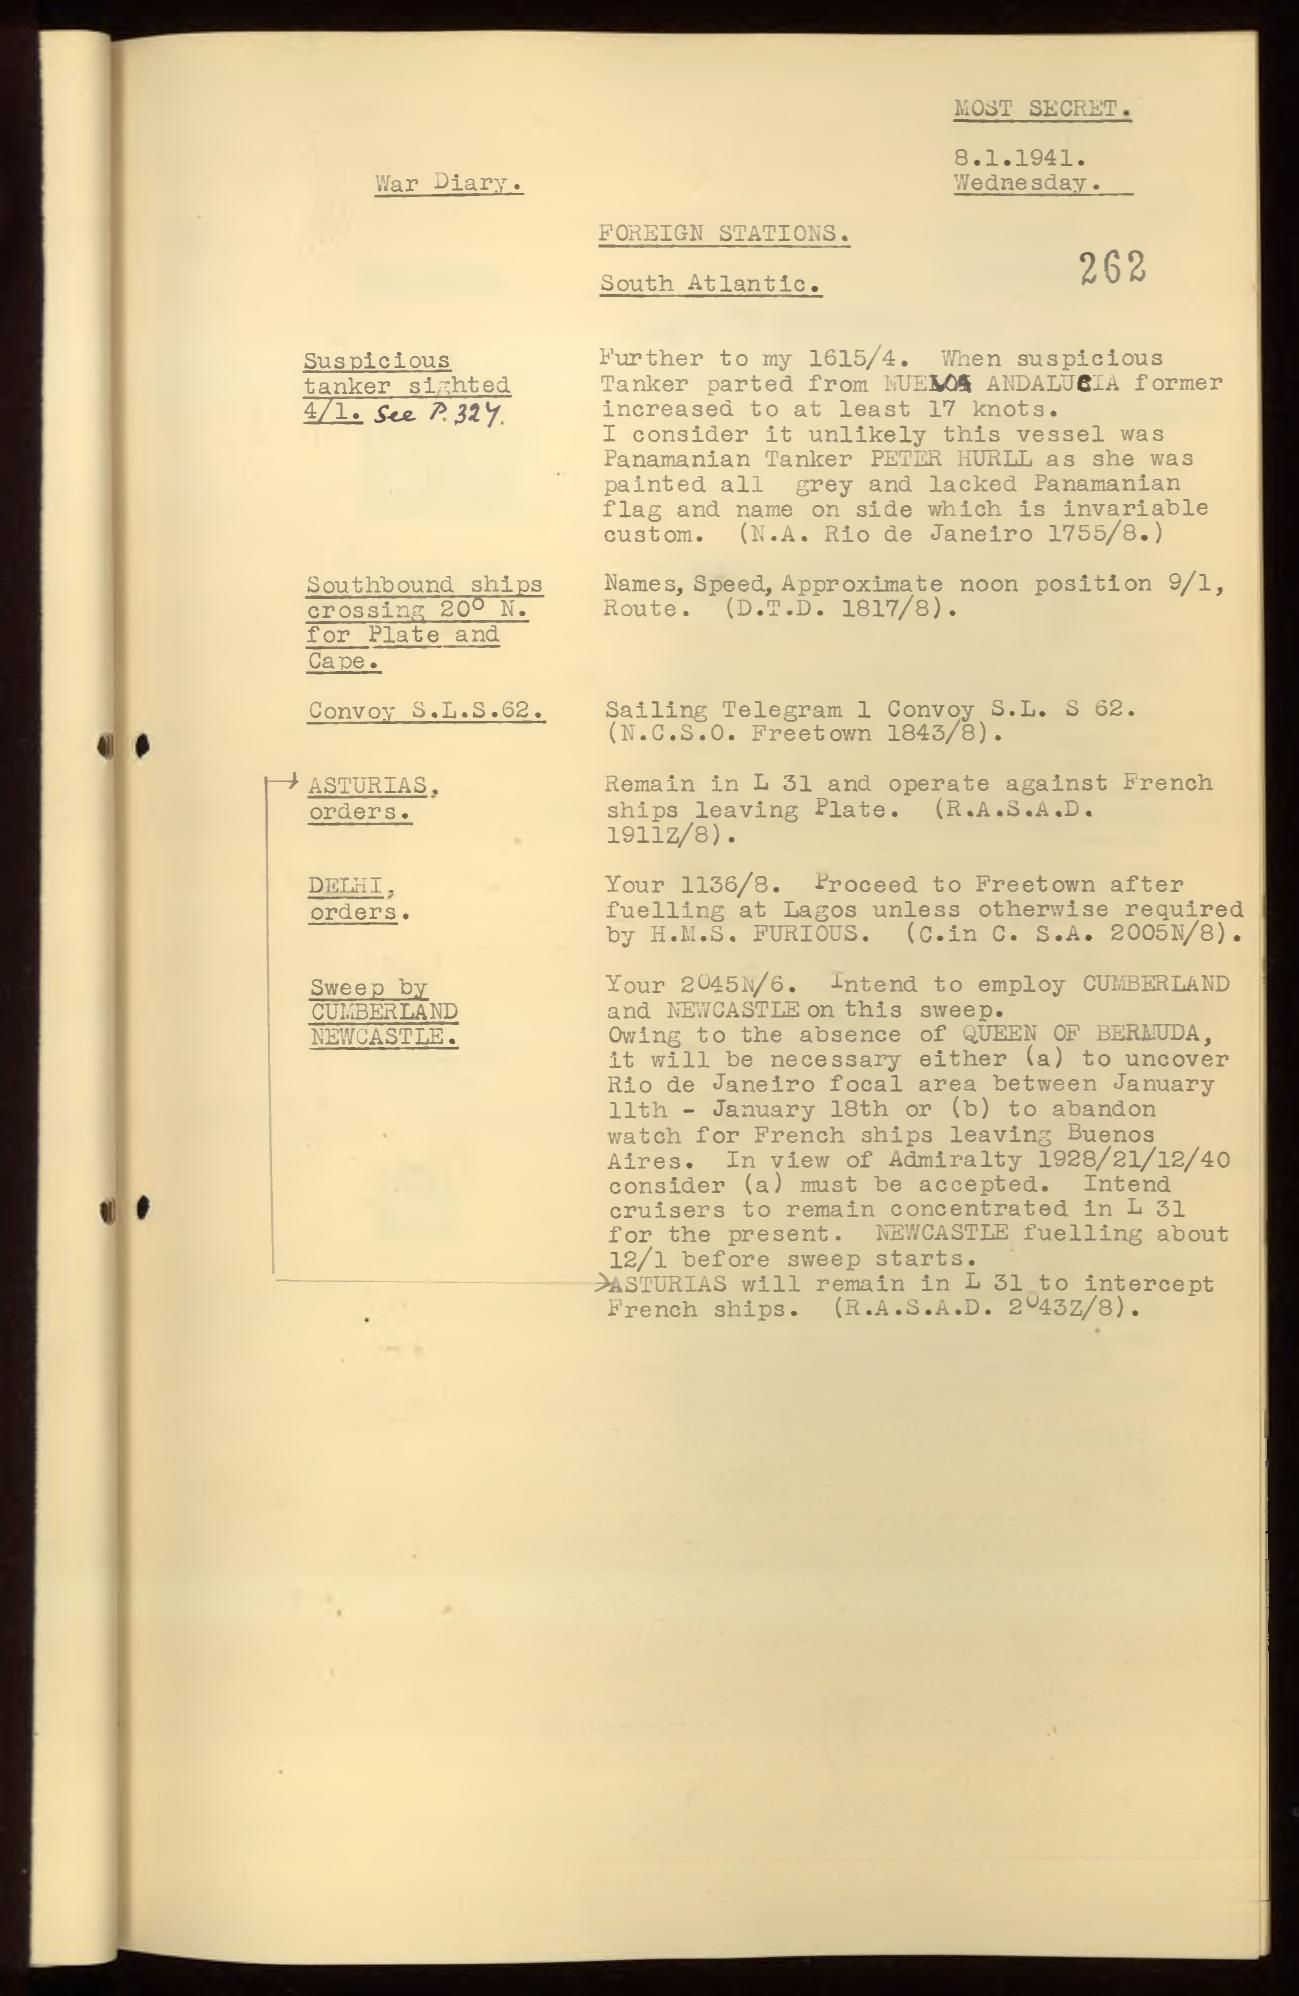 MOST SECRET.
8.1.1941.
War Diary.
Wednesday.
FOREIGN STATIONS.
262
South Atlantic.
Suspicious
tanker sighted
4/1. See P. 324.
Further to my 1615/4. When suspicious
Tanker parted from ANDALUCIA former
increased to at least 17 knots.
I consider it unlikely this vessel was
Panamanian Tanker PETER HURLL as she was
painted all grey and lacked Panamanian
flag and name on side which is invariable
custom. (N.A. Rio de Janeiro 1755/8.)
Southbound ships
crossing 20° N.
for Plate and
Cape.
Names, Speed, Approximate noon position 9/1,
Route. (D.T.D. 1817/8).
Convoy S.L.S.62.
Sailing Telegram 1 Convoy S.L. S 62.
(N.C.S.O. Freetown 1843/8).
ASTURIAS,
orders.
Remain in L 31 and operate against French
ships leaving Plate. (R.A.S.A.D.
1911Z/8).
DELHI,
orders.
Your 1136/8. Proceed to Freetown after
fuelling at Lagos unless otherwise required
by H.M.S. FURIOUS. (C.in C. S.A. 2005N/8).
Sweep by
CUMBERLAND
NEWCASTLE.
Your 2045N/6. Intend to employ CUMBERLAND
and NEWCASTLE on this sweep.
Owing to the absence of QUEEN OF BERMUDA,
it will be necessary either (a) to uncover
Rio de Janeiro focal area between January
11th - January 18th or (b) to abandon
watch for French ships leaving Buenos
Aires. In view of Admiralty 1928/21/12/40
consider (a) must be accepted. Intend
cruisers to remain concentrated in L 31
for the present. NEWCASTLE fuelling about
12/1 before sweep starts.
ASTURIAS will remain in L 31 to intercept
French ships. (R.A.S.A.D. 2043Z/8).